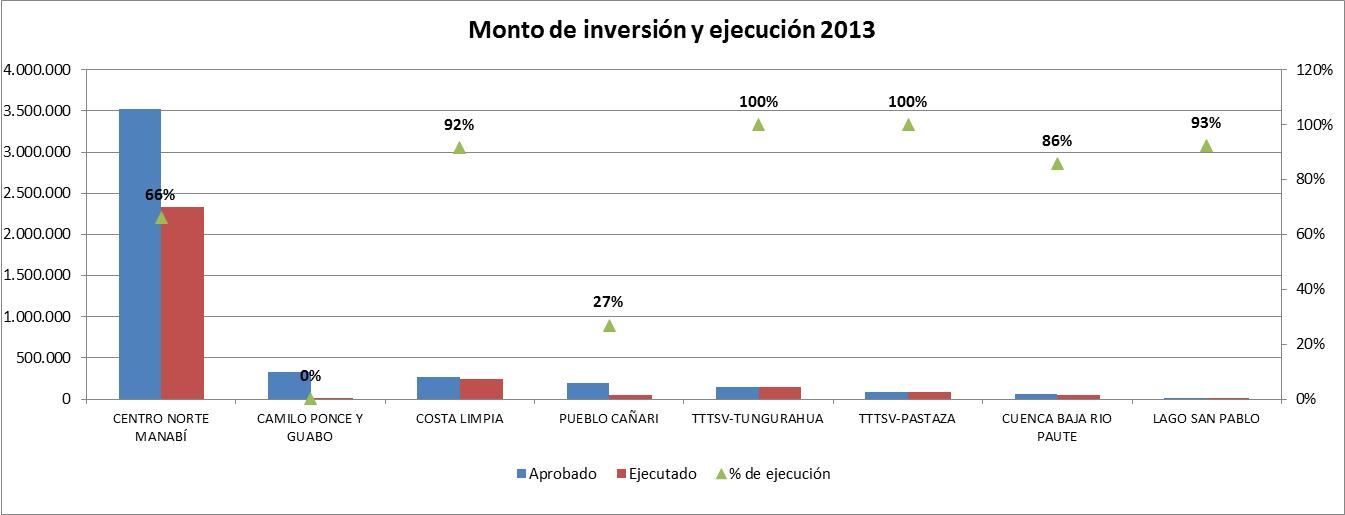 Monto de inversión y ejecución 2013
4.000.000
3.500.000
3.000.000
2.500.000
2.000.000
1.500.000
1.000.000
500.000
0
120%
100%
80%
60%
40%
20%
0%
66%
0%
92%
27%
100%
100%
86%
93%
CENTRO NORTE
MANABÍ
CAMILO PONCE Y
GUABO
COSTA LIMPIA
PUEBLO CAÑARI
TTTSV-TUNGURAHUA
TTTSV-PASTAZA
CUENCA BAJA RIO
PAUTE
LAGO SAN PABLO
Aprobado
Ejecutado
% de ejecución